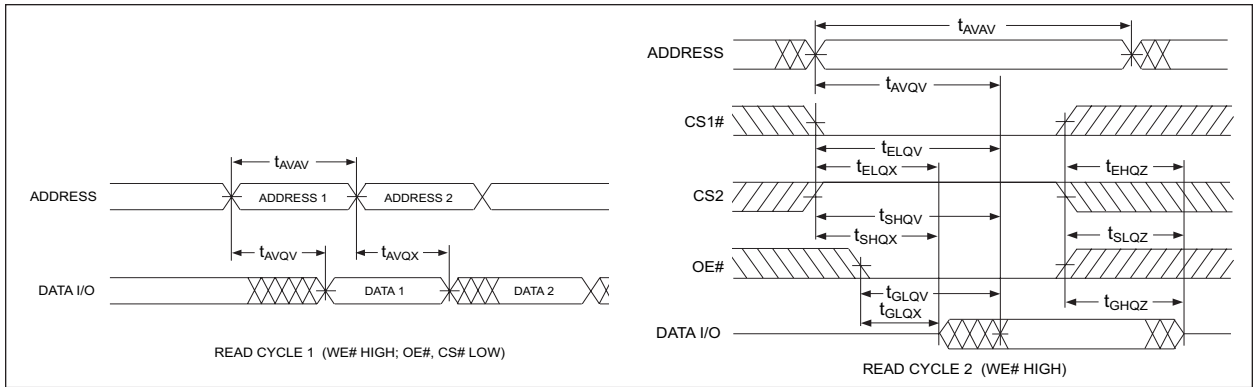 tAVAV
ADDRESS
ADDRESS 1
ADDRESS 2
tAVQV
tAVQX
DATA I/O
DATA 1
DATA 2
READ CYCLE 1 (WE# HIGH; OE#, CS# LOW)
tAVAV
ADDRESS
tAVQV
CS1#
tELQV
tELQX
tEHQZ
CS2
tSHQV
tSHQX
tSLQZ
OE#
tGLQV
tGLQX
tGHQZ
DATA I/O
READ CYCLE 2 (WE# HIGH)